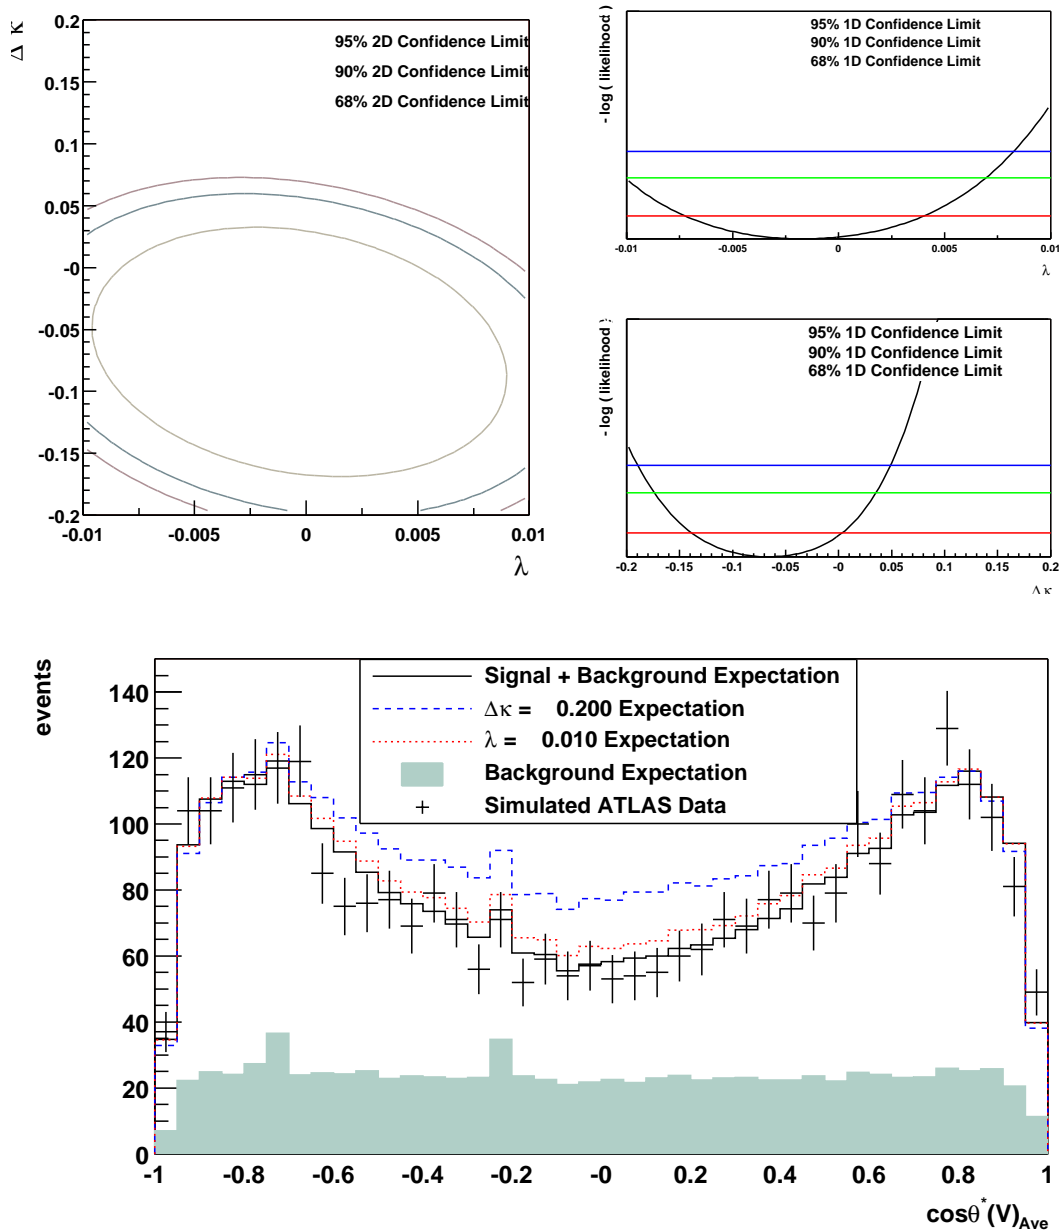 Δ κ
0.2
0.15
0.1
0.05
-0
-0.05
-0.1
-0.15
-0.2
95% 2D Confidence Limit
90% 2D Confidence Limit
68% 2D Confidence Limit
-0.01 -0.005 0 0.005 0.01
λ
- log ( likelihood )
95% 1D Confidence Limit
90% 1D Confidence Limit
68% 1D Confidence Limit
-0.01 -0.005 0 0.005 0.01
λ
- log ( likelihood )
95% 1D Confidence Limit
90% 1D Confidence Limit
68% 1D Confidence Limit
-0.2 -0.15 -0.1 -0.05 -0 0.05 0.1 0.15 0.2
Δ κ
events
140
120
100
80
60
40
20
0
Signal + Background Expectation
Δκ = 0.200 Expectation
λ = 0.010 Expectation
Background Expectation
Simulated ATLAS Data
-1 -0.8 -0.6 -0.4 -0.2 -0 0.2 0.4 0.6 0.8 1
cosθ*(V)Ave